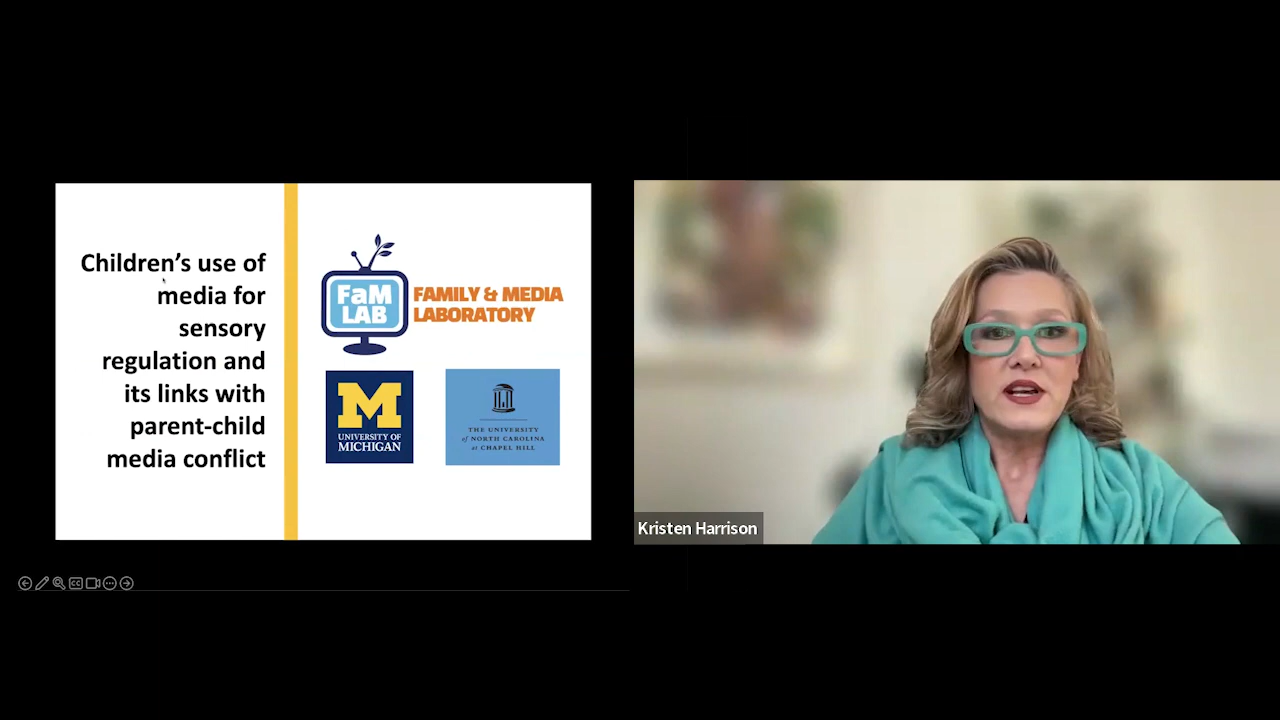 Children's use of
media for
sensory
regulation and
its links with
parent-child
media conflict
FaM
LAB
FAMILY & MEDIA
LABORATORY
M
UNIVERSITY OF
MICHIGAN
THE UNIVERSITY
of NORTH CAROLINA
at CHAPEL HILL
Kristen Harrison
CC